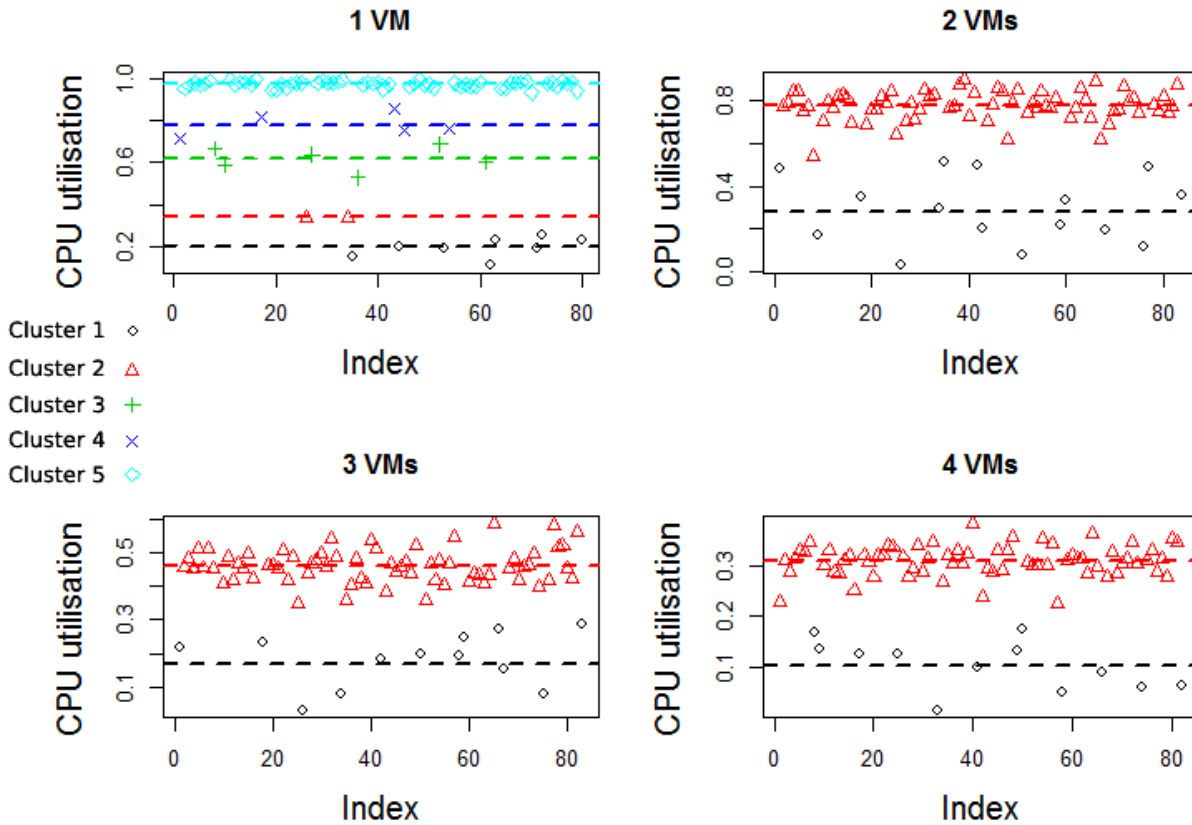 1 VM
CPU utilisation
1.0
0.6
0.2
0 20 40 60 80
Index
2 VMs
CPU utilisation
0.8
0.4
0.0
0 20 40 60 80
Index
Cluster 1
Cluster 2
Cluster 3
Cluster 4
Cluster 5
3 VMs
CPU utilisation
0.5
0.3
0.1
0 20 40 60 80
Index
4 VMs
CPU utilisation
0.3
0.2
0.1
0 20 40 60 80
Index